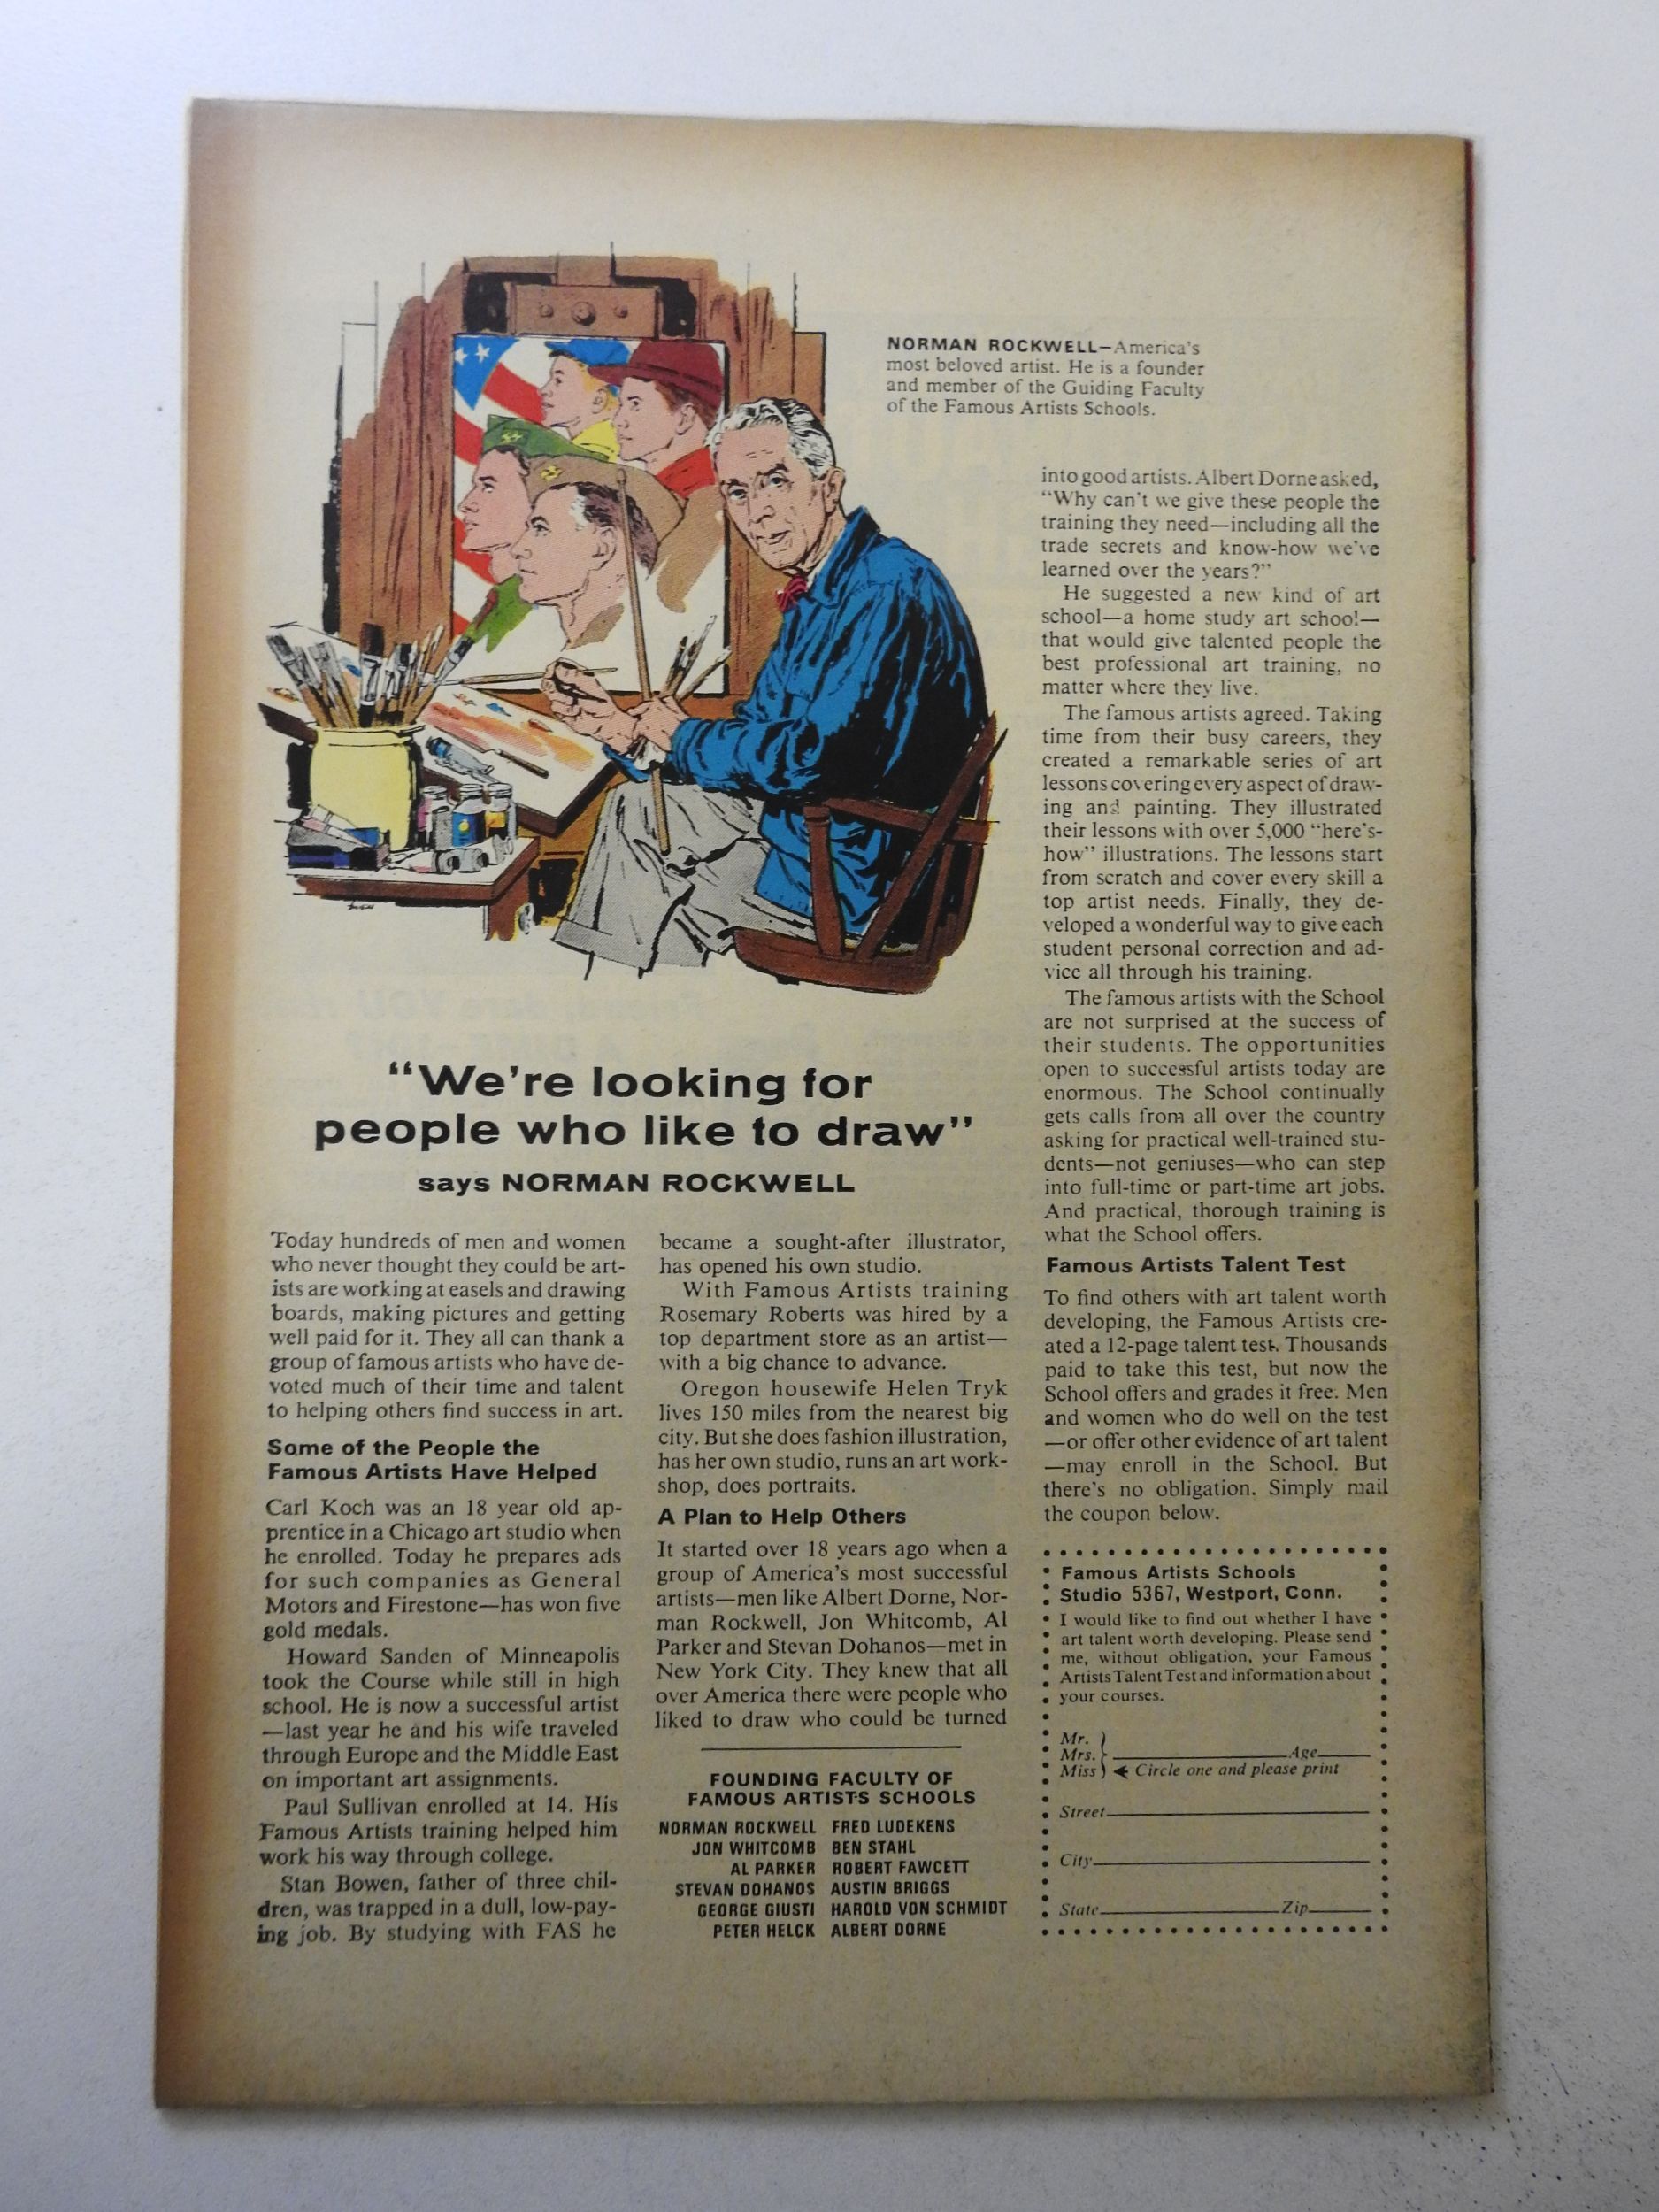 NORMAN ROCKWELL—America's
most beloved artist. He is a founder
and member of the Guiding Faculty
of the Famous Artists Schools.
"We're looking for
people who like to draw"
says NORMAN ROCKWELL
Today hundreds of men and women
who never thought they could be art-
ists are working at easels and drawing
boards, making pictures and getting
well paid for it. They all can thank a
group of famous artists who have de-
voted much of their time and talent
to helping others find success in art.
Some of the People the
Famous Artists Have Helped
Carl Koch was an 18 year old ap-
prentice in a Chicago art studio when
he enrolled. Today he prepares ads
for such companies as General
Motors and Firestone—has won five
gold medals.
Howard Sanden of Minneapolis
took the Course while still in high
school. He is now a successful artist
—last year he and his wife traveled
through Europe and the Middle East
on important art assignments.
Paul Sullivan enrolled at 14. His
Famous Artists training helped him
work his way through college.
Stan Bowen, father of three chil-
dren, was trapped in a dull, low-pay-
ing job. By studying with FAS he
became a sought-after illustrator,
has opened his own studio.
With Famous Artists training
Rosemary Roberts was hired by a
top department store as an artist—
with a big chance to advance.
Oregon housewife Helen Tryk
lives 150 miles from the nearest big
city. But she does fashion illustration,
has her own studio, runs an art work-
shop, does portraits.
A Plan to Help Others
It started over 18 years ago when a
group of America's most successful
artists—men like Albert Dorne, Nor-
man Rockwell, Jon Whitcomb, Al
Parker and Stevan Dohanos—met in
New York City. They knew that all
over America there were people who
liked to draw who could be turned
FOUNDING FACULTY OF
FAMOUS ARTISTS SCHOOLS
NORMAN ROCKWELL FRED LUDEKENS
JON WHITCOMB BEN STAHL
AL PARKER ROBERT FAWCETT
STEVAN DOHANOS AUSTIN BRIGGS
GEORGE GIUSTI HAROLD VON SCHMIDT
PETER HELCK ALBERT DORNE
into good artists. Albert Dorne asked,
"Why can't we give these people the
training they need—including all the
trade secrets and know-how we've
learned over the years?"
He suggested a new kind of art
school—a home study art school—
that would give talented people the
best professional art training, no
matter where they live.
The famous artists agreed. Taking
time from their busy careers, they
created a remarkable series of art
lessons covering every aspect of draw-
ing and painting. They illustrated
their lessons with over 5,000 "here's-
how" illustrations. The lessons start
from scratch and cover every skill a
top artist needs. Finally, they de-
veloped a wonderful way to give each
student personal correction and ad-
vice all through his training.
The famous artists with the School
are not surprised at the success of
their students. The opportunities
open to successful artists today are
enormous. The School continually
gets calls from all over the country
asking for practical well-trained stu-
dents—not geniuses—who can step
into full-time or part-time art jobs.
And practical, thorough training is
what the School offers.
Famous Artists Talent Test
To find others with art talent worth
developing, the Famous Artists cre-
ated a 12-page talent test. Thousands
paid to take this test, but now the
School offers and grades it free. Men
and women who do well on the test
—or offer other evidence of art talent
—may enroll in the School. But
there's no obligation. Simply mail
the coupon below.
Famous Artists Schools
Studio 5367, Westport, Conn.
I would like to find out whether I have
art talent worth developing. Please send
me, without obligation, your Famous
Artists Talent Test and information about
your courses.
Mr.
Mrs. Age
Miss Circle one and please print
Street
City
State Zip